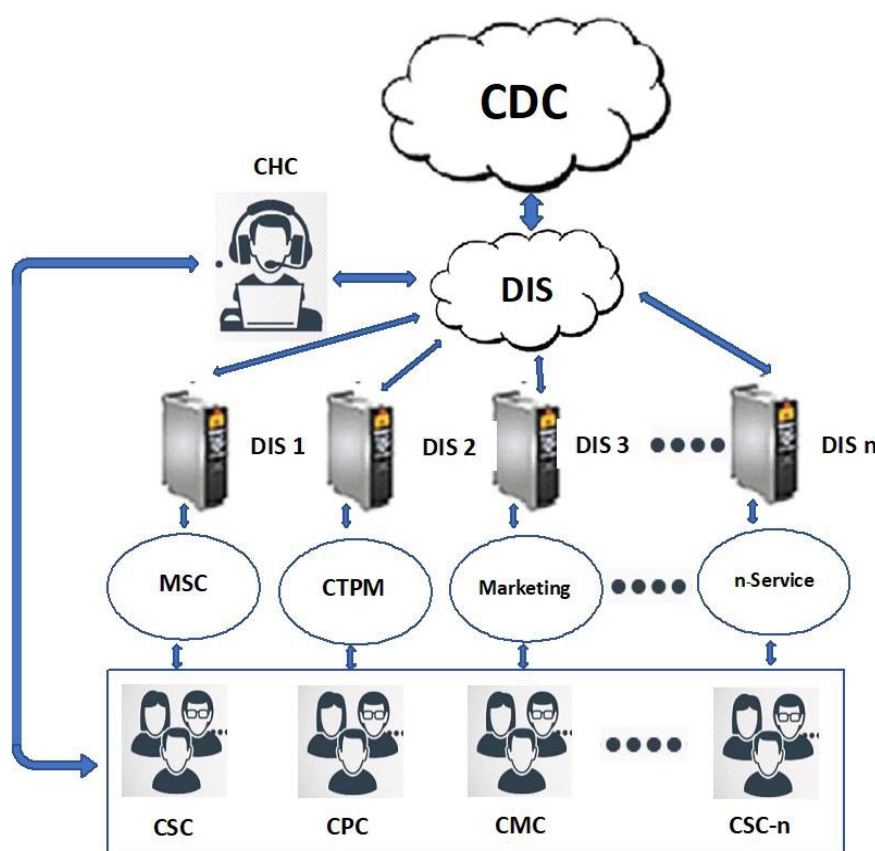 CDC
CHC
DIS
DIS 1
DIS 2
DIS 3
DIS n
MSC
CTPM
Marketing
n-Service
CSC
CPC
CMC
CSC-n